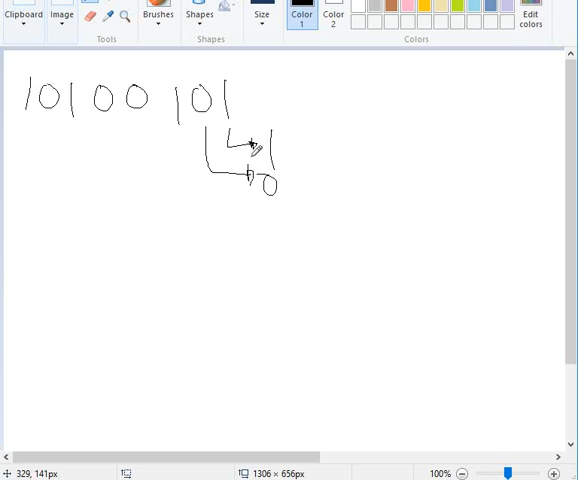 Clipboard
Image
Tools
Brushes
Shapes
Shapes
Size
Color
1
Color
2
Colors
Edit
colors
10100 101
1
0
329, 141px
1306 × 656px
100%